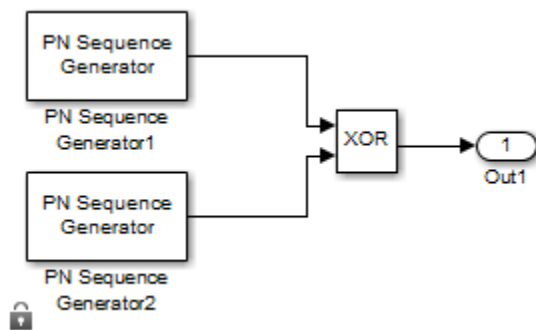 PN Sequence
Generator
PN Sequence
Generator1
XOR
1
Out1
PN Sequence
Generator
PN Sequence
Generator2